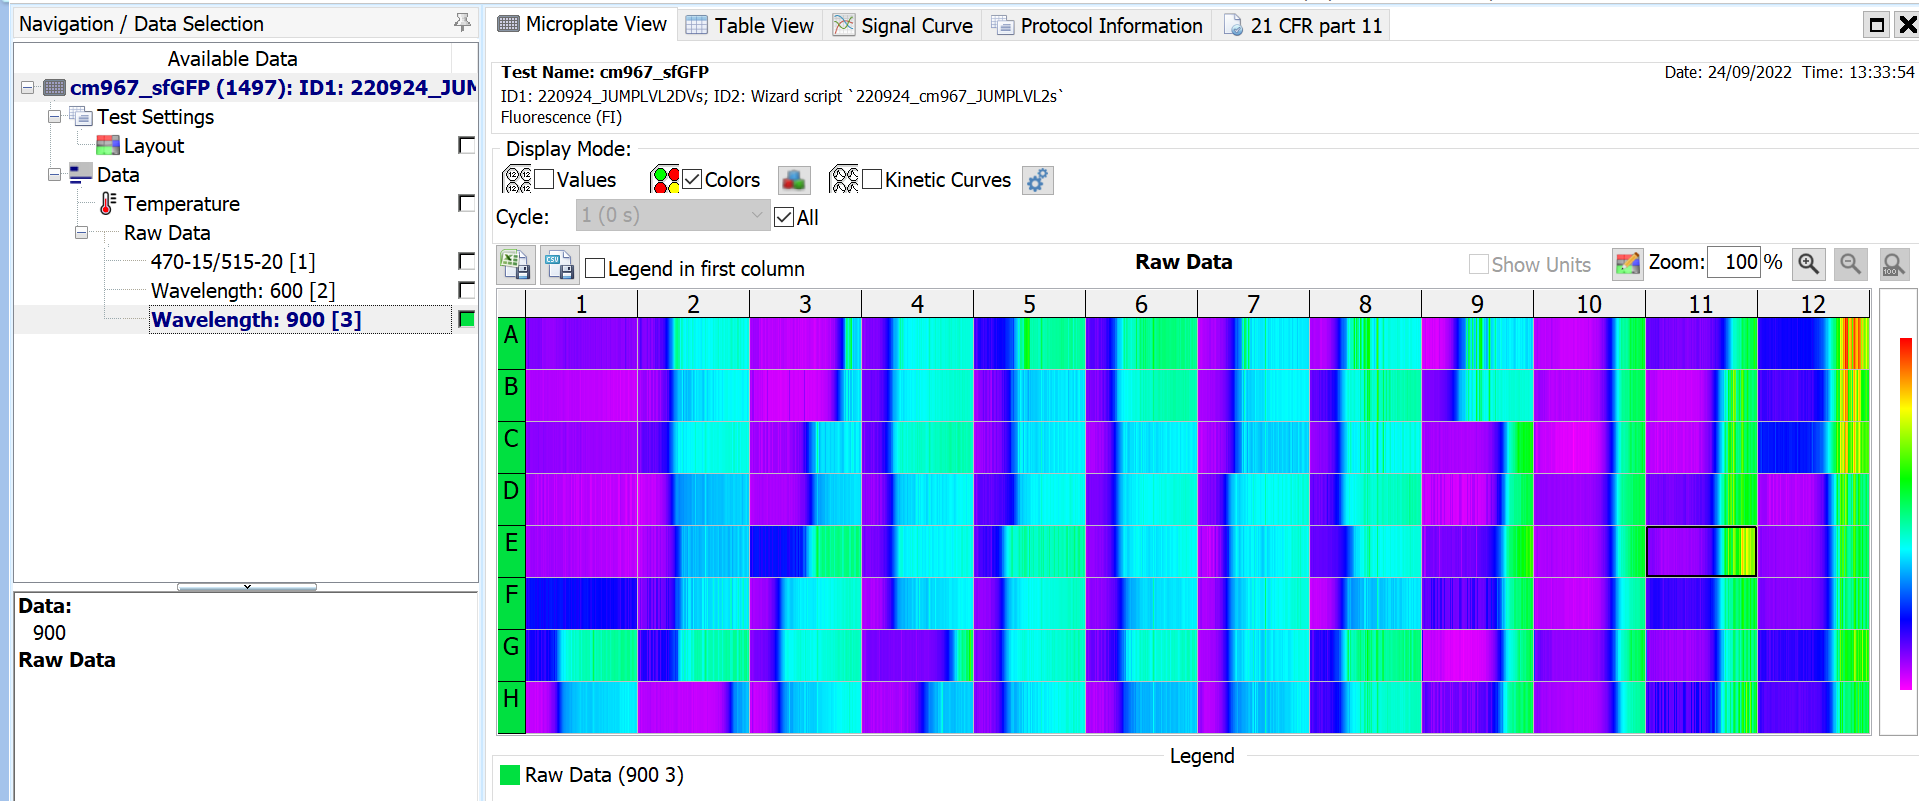 Navigation / Data Selection
Available Data
cm967_sfGFP (1497): ID1: 220924_JUM
Test Settings
Layout
Data
Temperature
Raw Data
470-15/515-20 [1]
Wavelength: 600 [2]
Wavelength: 900 [3]
Data:
900
Raw Data
Microplate View
Table View
Signal Curve
Protocol Information
21 CFR part 11
Test Name: cm967_sfGFP
Date: 24/09/2022 Time: 13:33:54
ID1: 220924_JUMPLVL2DVs; ID2: Wizard script `220924_cm967_JUMPLVL2s`
Fluorescence (FI)
Display Mode:
Values
Colors
Kinetic Curves
Cycle:
1 (0 s)
All
XLS
CSV
Legend in first column
Raw Data
Show Units
Zoom:
100
%
100
1 2 3 4 5 6 7 8 9 10 11 12
A
B
C
D
E
F
G
H
Legend
Raw Data (900 3)